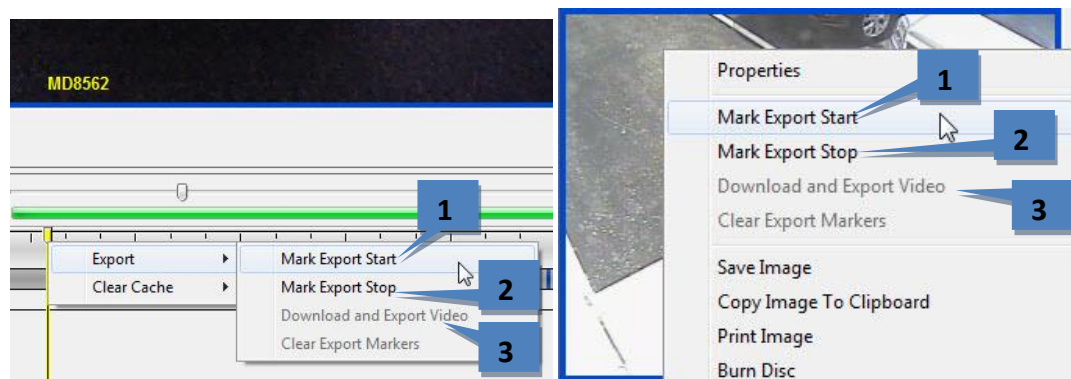 MD8562
1
Export
Mark Export Start
Clear Cache
Mark Export Stop
2
Download and Export Video
3
Clear Export Markers
Properties
1
Mark Export Start
Mark Export Stop
2
Download and Export Video
3
Clear Export Markers
Save Image
Copy Image To Clipboard
Print Image
Burn Disc